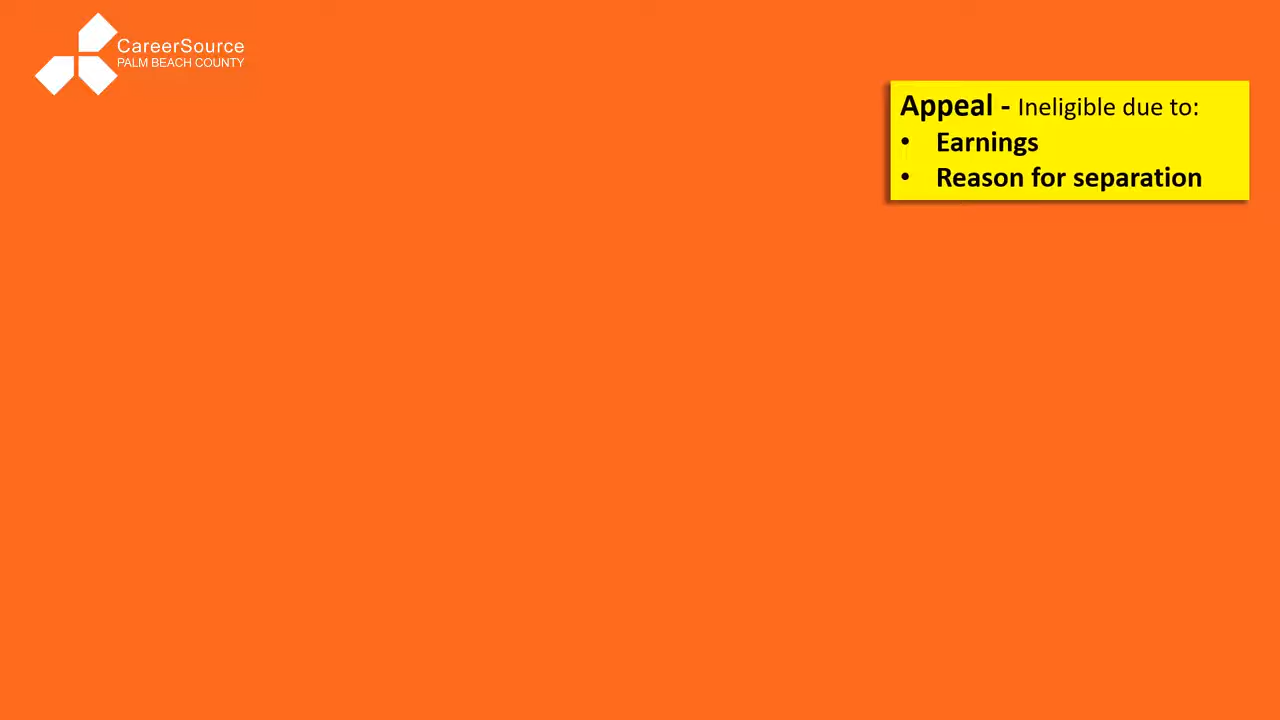 CareerSource
PALM BEACH COUNTY
Appeal - Ineligible due to:
• Earnings
• Reason for separation